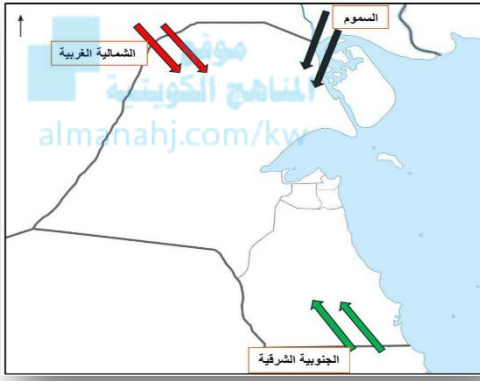 السموم
الشمالية الغربية
موقع
المناهج الكويتية
almanahj.com/kw
الجنوبية الشرقية